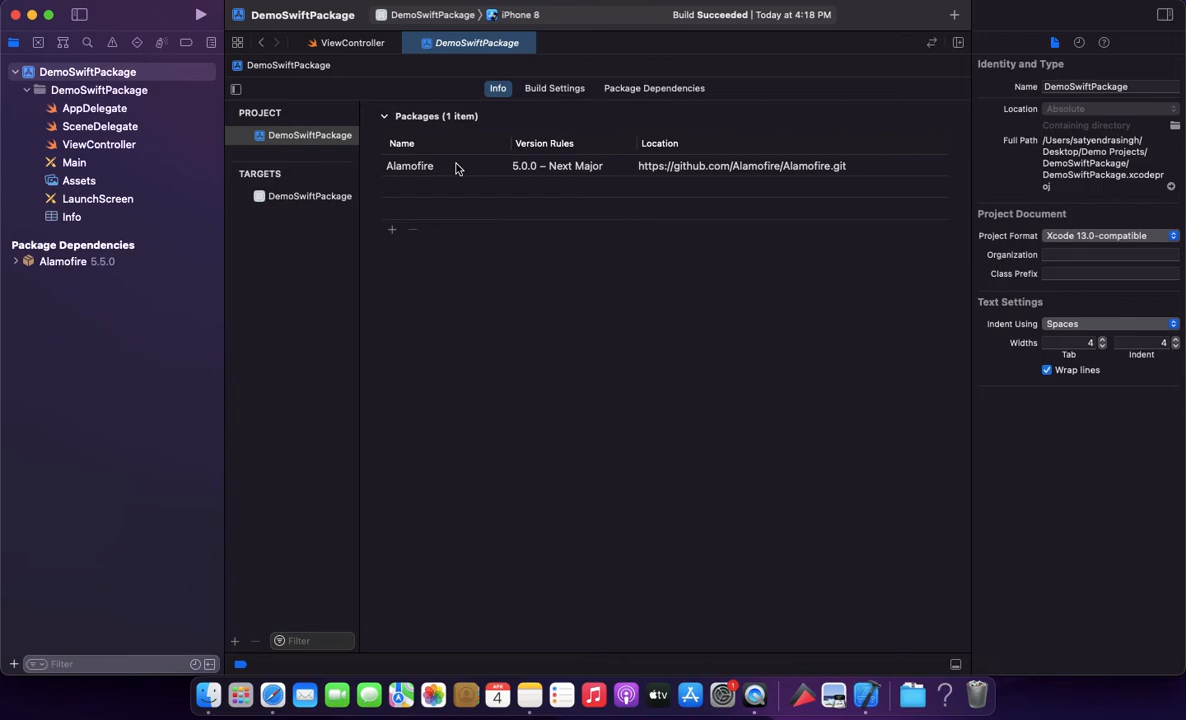 DemoSwiftPackage
DemoSwiftPackage 〉 iPhone 8
Build Succeeded | Today at 4:18 PM
ViewController
DemoSwiftPackage
DemoSwiftPackage
DemoSwiftPackage
DemoSwiftPackage
AppDelegate
SceneDelegate
ViewController
Main
Assets
LaunchScreen
Info
Package Dependencies
Alamofire 5.5.0
Filter
Info
Build Settings
Package Dependencies
PROJECT
DemoSwiftPackage
TARGETS
DemoSwiftPackage
Filter
Packages (1 item)
Name
Version Rules
Location
Alamofire
5.0.0 – Next Major
https://github.com/Alamofire/Alamofire.git
Identity and Type
Name DemoSwiftPackage
Location Absolute
Containing directory
Full Path /Users/satyendrasingh/
Desktop/Demo Projects/
DemoSwiftPackage/
DemoSwiftPackage.xcodepr
oj
Project Document
Project Format Xcode 13.0-compatible
Organization
Class Prefix
Text Settings
Indent Using Spaces
Widths 4 4
Tab Indent
Wrap lines
APR
4
tv
1